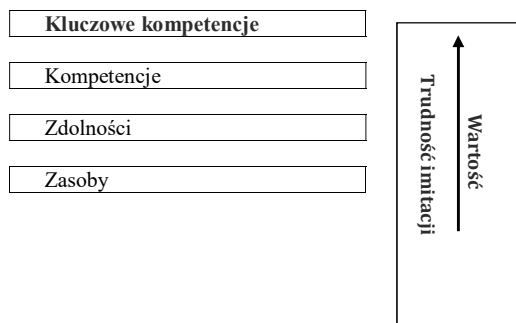 Kluczowe kompetencje
Kompetencje
Zdolności
Zasoby
Trudność imitacji
Wartość